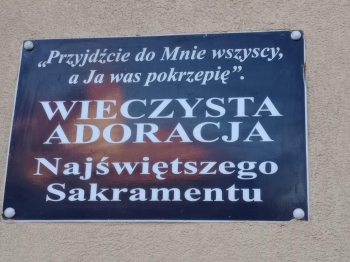 „Przyjdźcie do Mnie wszyscy,
a Ja was pokrzepię”.
WIECZYSTA
ADORACJA
Najświętszego
Sakramentu